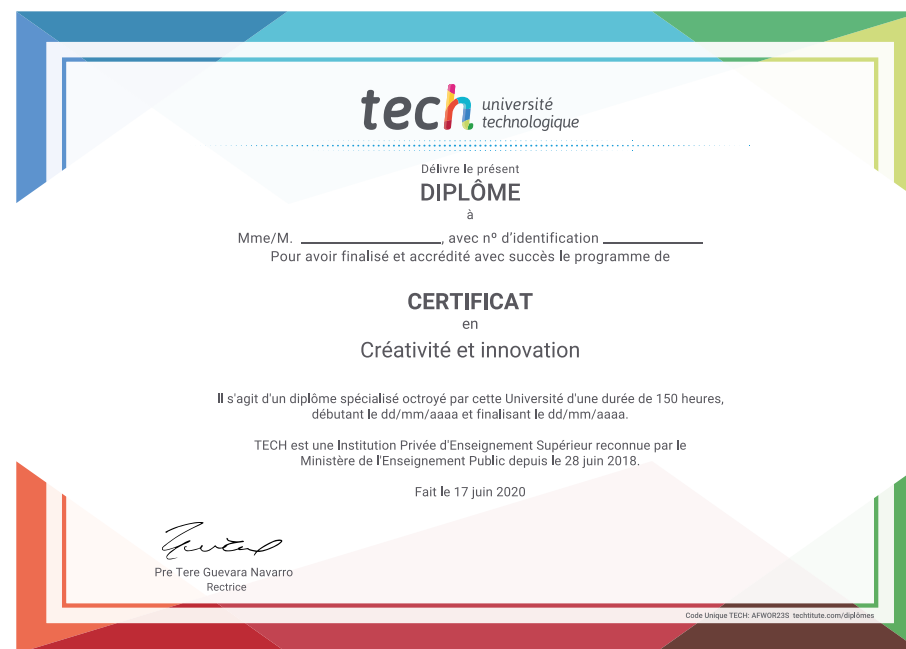 tech université
technologique
Délivre le présent
DIPLÔME
à
Mme/M. ____________________, avec nº d'identification ______________
Pour avoir finalisé et accrédité avec succès le programme de
CERTIFICAT
en
Créativité et innovation
Il s'agit d'un diplôme spécialisé octroyé par cette Université d'une durée de 150 heures,
débutant le dd/mm/aaaa et finalisant le dd/mm/aaaa.
TECH est une Institution Privée d'Enseignement Supérieur reconnue par le
Ministère de l'Enseignement Public depuis le 28 juin 2018.
Fait le 17 juin 2020
Pre Tere Guevara Navarro
Rectrice
Code Unique TECH: AFWOR23S techtitute.com/diplômes